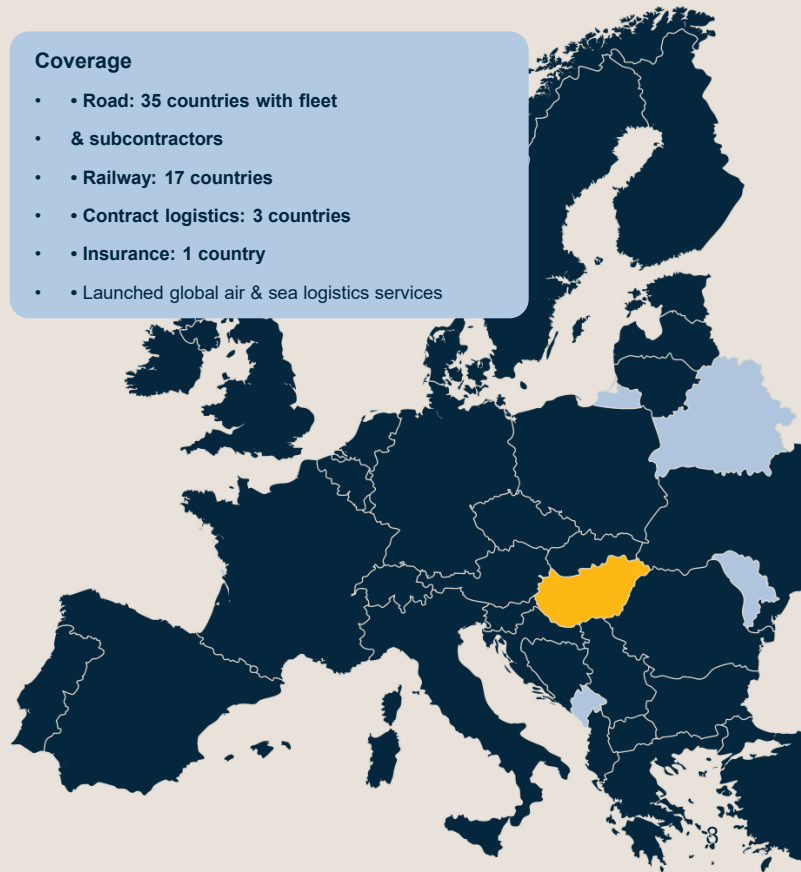 Coverage
• • Road: 35 countries with fleet
• & subcontractors
• • Railway: 17 countries
• • Contract logistics: 3 countries
• • Insurance: 1 country
• • Launched global air & sea logistics services
8